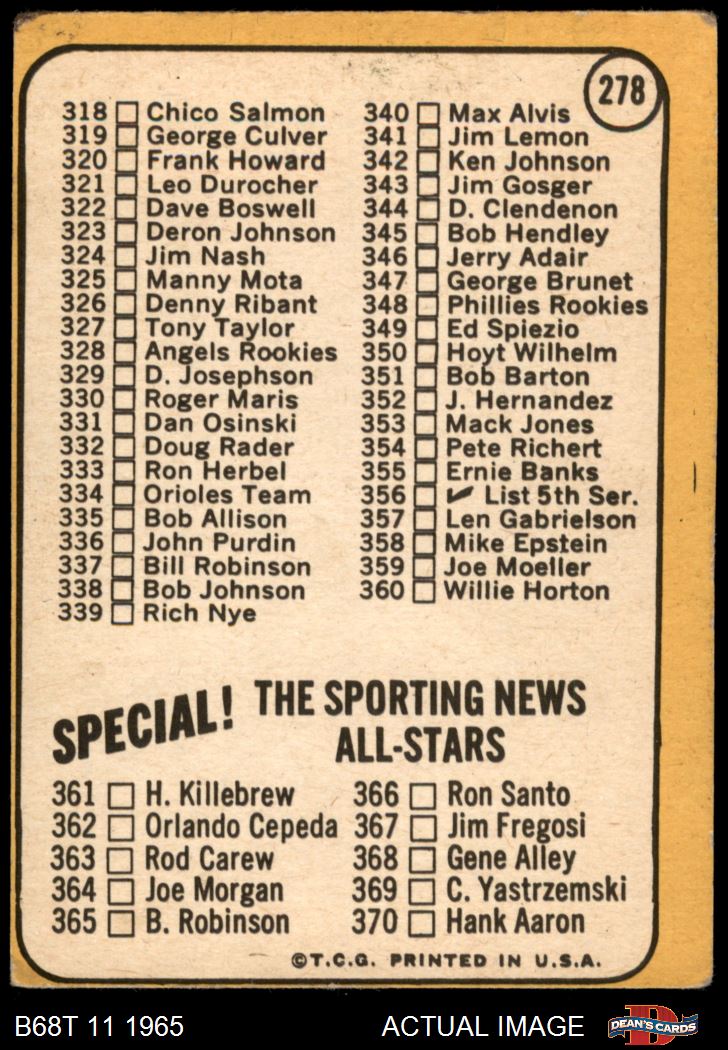 278
318 Chico Salmon
319 George Culver
320 Frank Howard
321 Leo Durocher
322 Dave Boswell
323 Deron Johnson
324 Jim Nash
325 Manny Mota
326 Denny Ribant
327 Tony Taylor
328 Angels Rookies
329 D. Josephson
330 Roger Maris
331 Dan Osinski
332 Doug Rader
333 Ron Herbel
334 Orioles Team
335 Bob Allison
336 John Purdin
337 Bill Robinson
338 Bob Johnson
339 Rich Nye
340 Max Alvis
341 Jim Lemon
342 Ken Johnson
343 Jim Gosger
344 D. Clendenon
345 Bob Hendley
346 Jerry Adair
347 George Brunet
348 Phillies Rookies
349 Ed Spiezio
350 Hoyt Wilhelm
351 Bob Barton
352 J. Hernandez
353 Mack Jones
354 Pete Richert
355 Ernie Banks
356 ✔ List 5th Ser.
357 Len Gabrielson
358 Mike Epstein
359 Joe Moeller
360 Willie Horton
SPECIAL! THE SPORTING NEWS
ALL-STARS
361 H. Killebrew
362 Orlando Cepeda
363 Rod Carew
364 Joe Morgan
365 B. Robinson
366 Ron Santo
367 Jim Fregosi
368 Gene Alley
369 C. Yastrzemski
370 Hank Aaron
©T.C.G. PRINTED IN U.S.A.
B68T 11 1965
ACTUAL IMAGE
D
DEAN'S CARDS